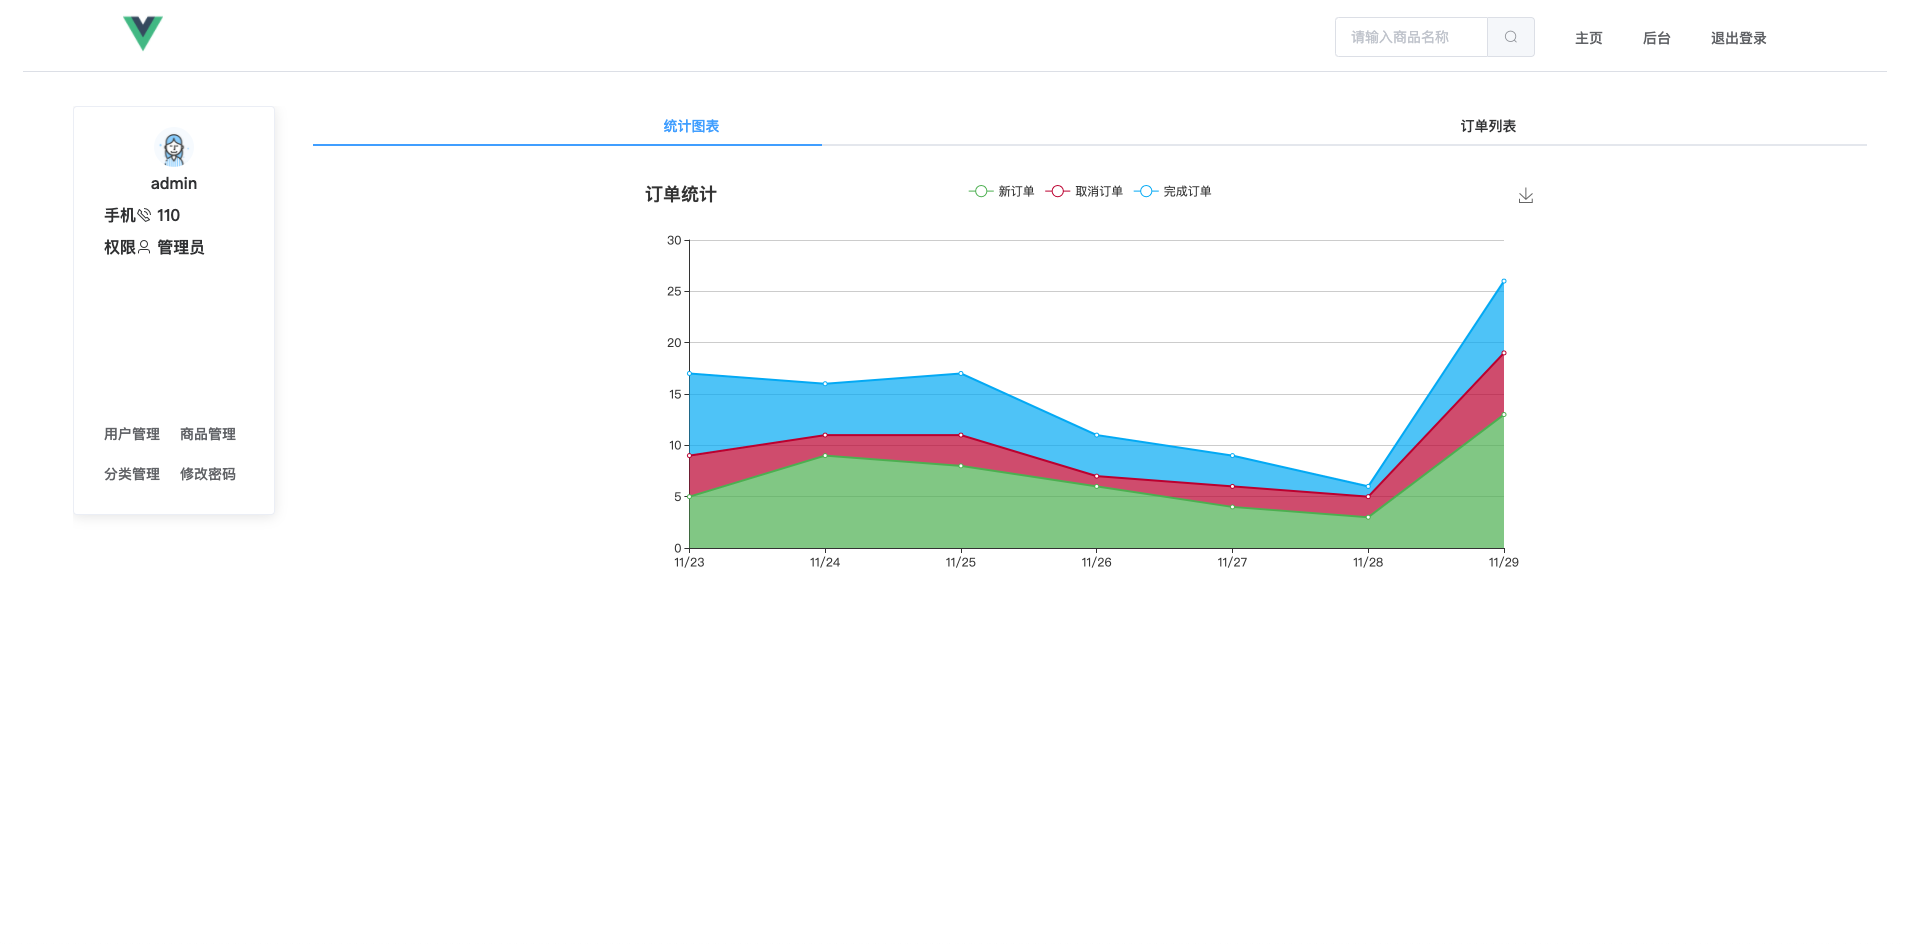 请输入商品名称 主页 后台 退出登录
admin
手机 110
权限 管理员
用户管理 商品管理
分类管理 修改密码
统计图表 订单列表
订单统计
新订单 取消订单 完成订单
30
25
20
15
10
5
0
11/23 11/24 11/25 11/26 11/27 11/28 11/29